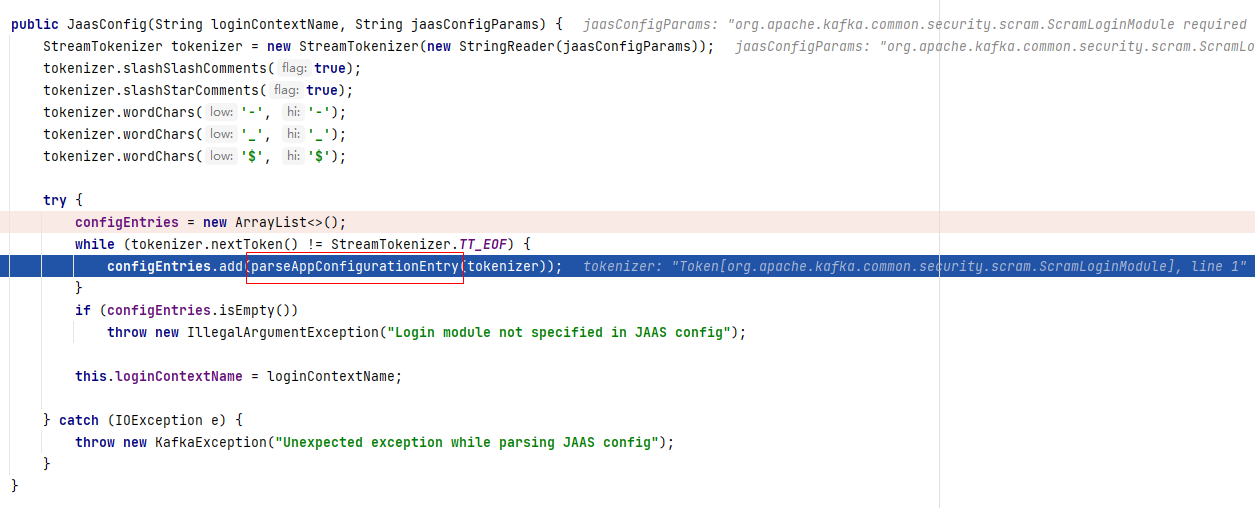 public JaasConfig(String loginContextName, String jaasConfigParams) { jaasConfigParams: "org.apache.kafka.common.security.scram.ScramLoginModule required
StreamTokenizer tokenizer = new StreamTokenizer(new StringReader(jaasConfigParams)); jaasConfigParams: "org.apache.kafka.common.security.scram.ScramLo
tokenizer.slashSlashComments( flag: true);
tokenizer.slashStarComments( flag: true);
tokenizer.wordChars( low: '-', hi: '-');
tokenizer.wordChars( low: '_', hi: '_');
tokenizer.wordChars( low: '$', hi: '$');
try {
configEntries = new ArrayList<>();
while (tokenizer.nextToken() != StreamTokenizer.TT_EOF) {
configEntries.add(parseAppConfigurationEntry(tokenizer)); tokenizer: "Token[org.apache.kafka.common.security.scram.ScramLoginModule], line 1"
}
if (configEntries.isEmpty())
throw new IllegalArgumentException("Login module not specified in JAAS config");
this.loginContextName = loginContextName;
} catch (IOException e) {
throw new KafkaException("Unexpected exception while parsing JAAS config");
}
}